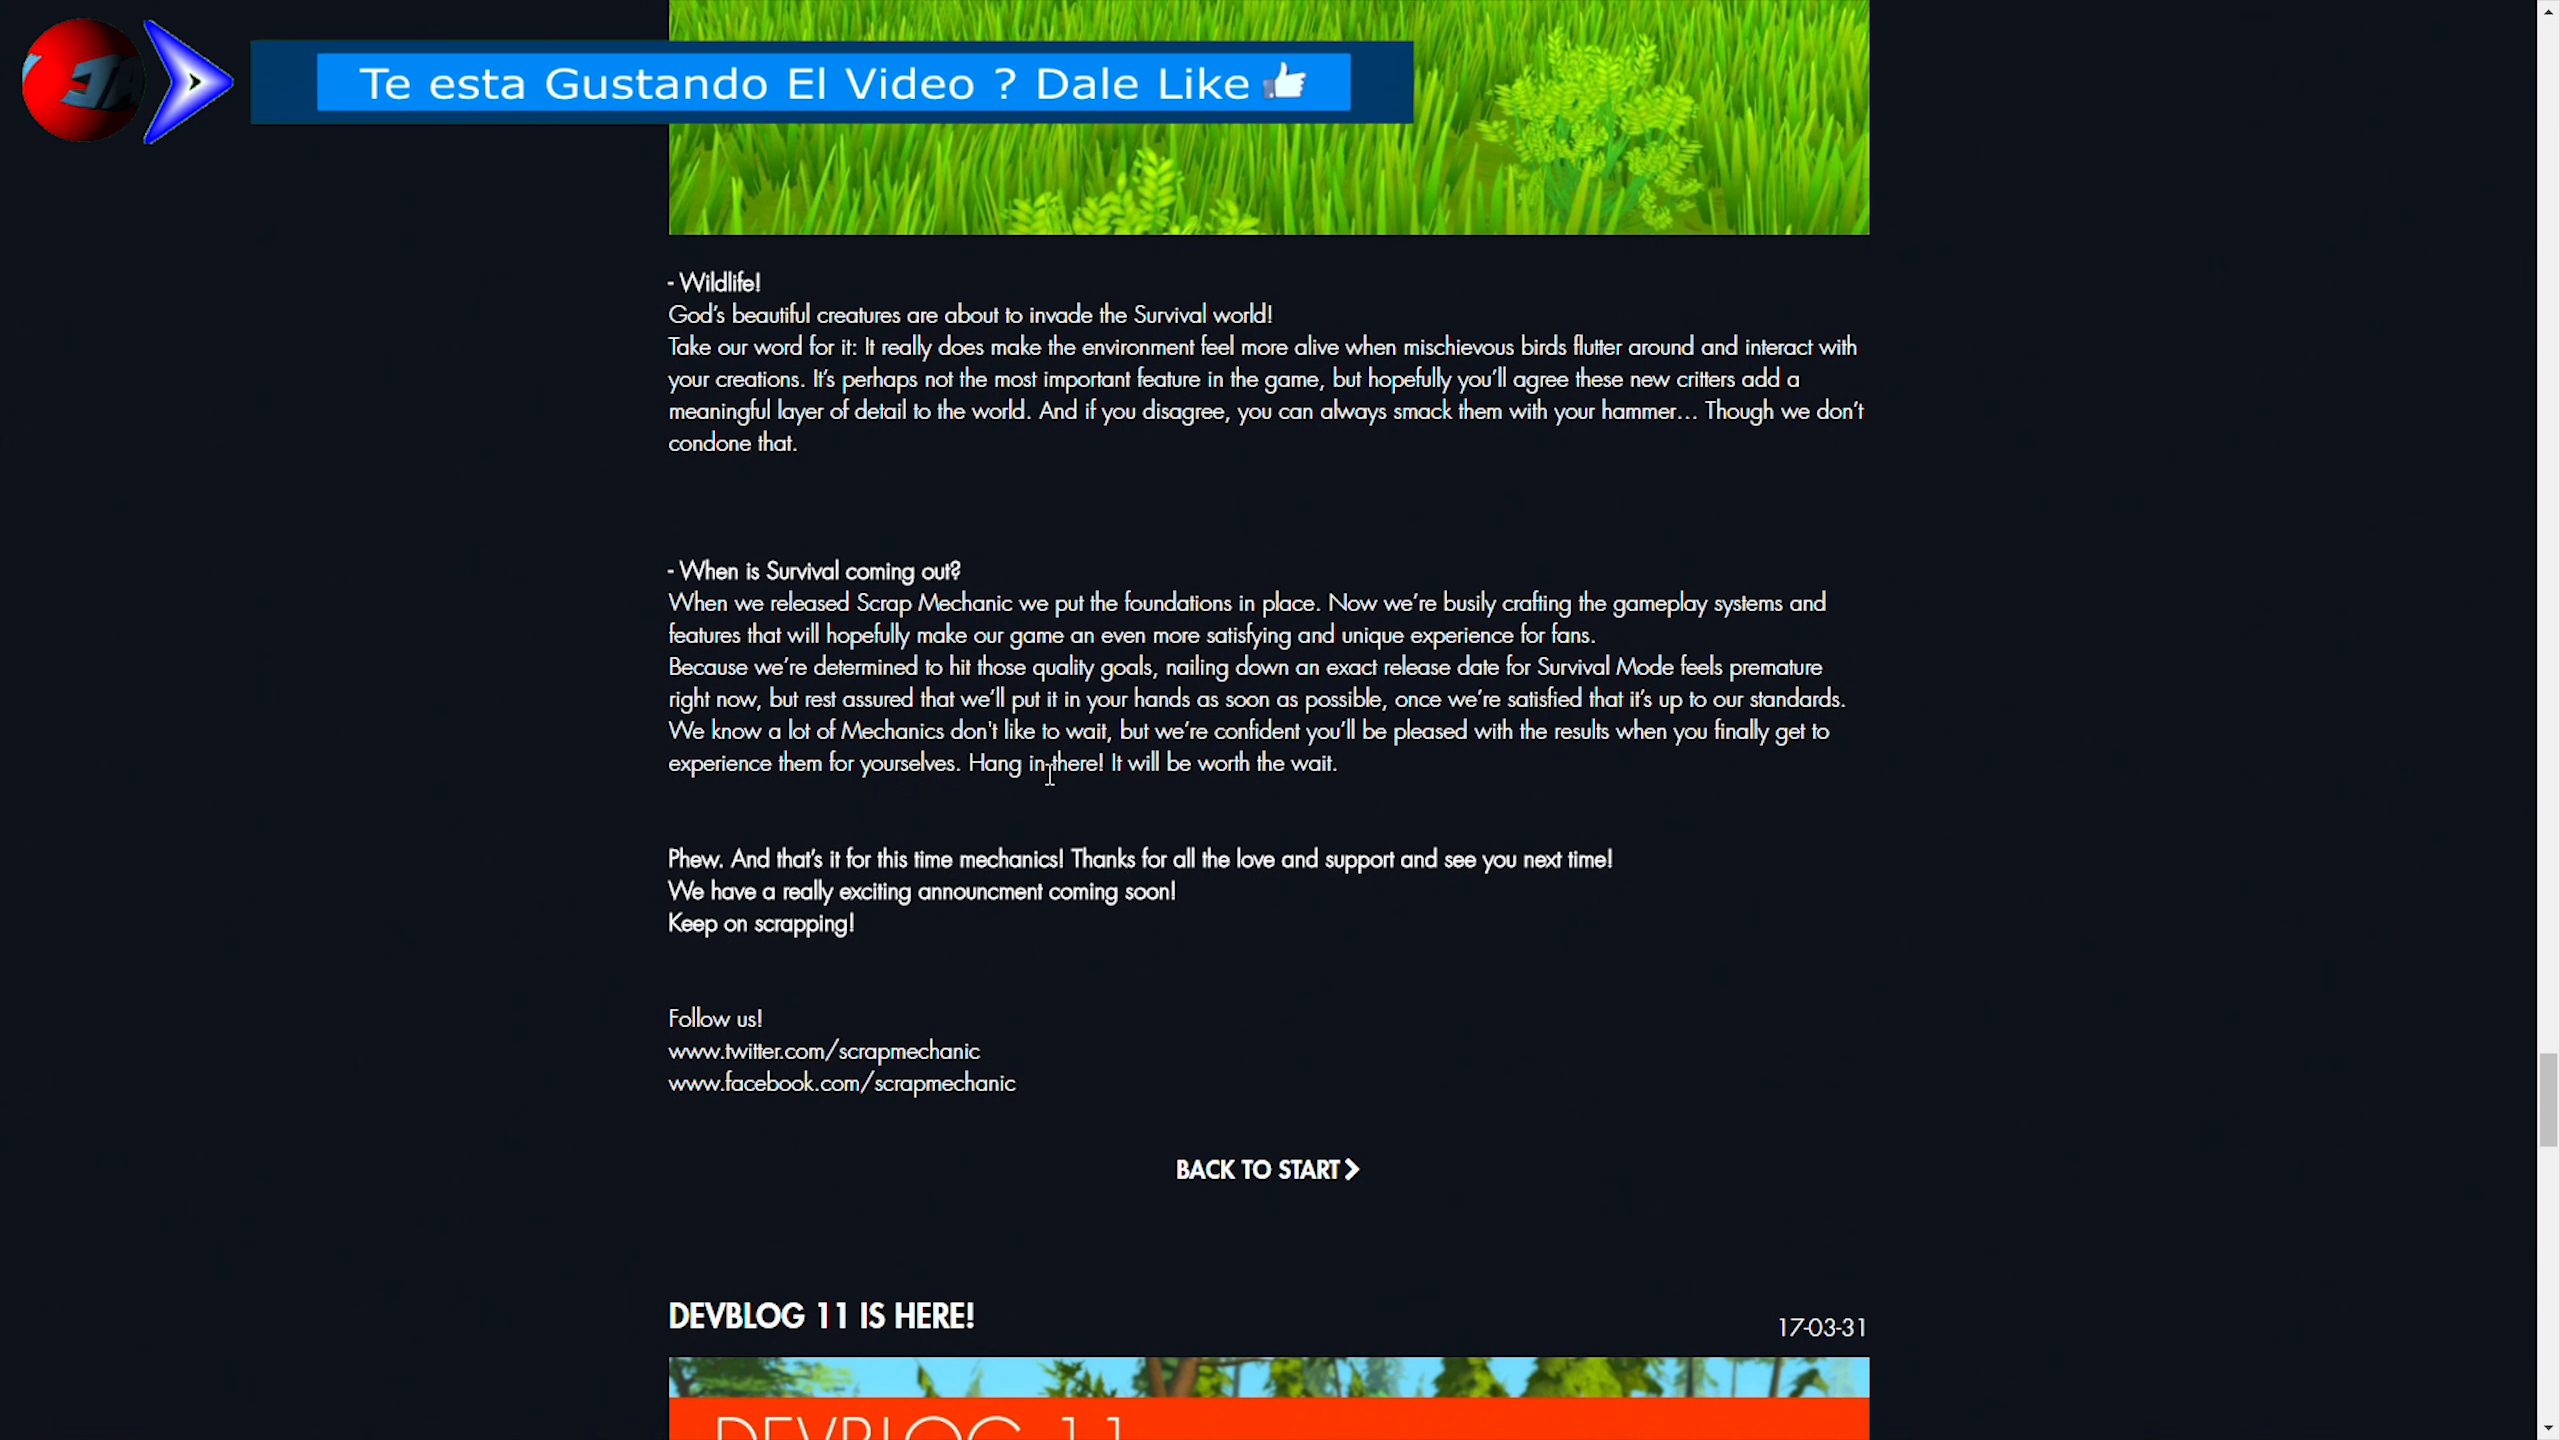 Te esta Gustando El Video ? Dale Like
- Wildlife!
God's beautiful creatures are about to invade the Survival world!
Take our word for it: It really does make the environment feel more alive when mischievous birds flutter around and interact with
your creations. It's perhaps not the most important feature in the game, but hopefully you'll agree these new critters add a
meaningful layer of detail to the world. And if you disagree, you can always smack them with your hammer… Though we don't
condone that.
- When is Survival coming out?
When we released Scrap Mechanic we put the foundations in place. Now we're busily crafting the gameplay systems and
features that will hopefully make our game an even more satisfying and unique experience for fans.
Because we're determined to hit those quality goals, nailing down an exact release date for Survival Mode feels premature
right now, but rest assured that we'll put it in your hands as soon as possible, once we're satisfied that it's up to our standards.
We know a lot of Mechanics don't like to wait, but we're confident you'll be pleased with the results when you finally get to
experience them for yourselves. Hang in there! It will be worth the wait.
Phew. And that's it for this time mechanics! Thanks for all the love and support and see you next time!
We have a really exciting announcment coming soon!
Keep on scrapping!
Follow us!
www.twitter.com/scrapmechanic
www.facebook.com/scrapmechanic
BACK TO START
DEVBLOG 11 IS HERE!
17-03-31
DEVBLOG 11